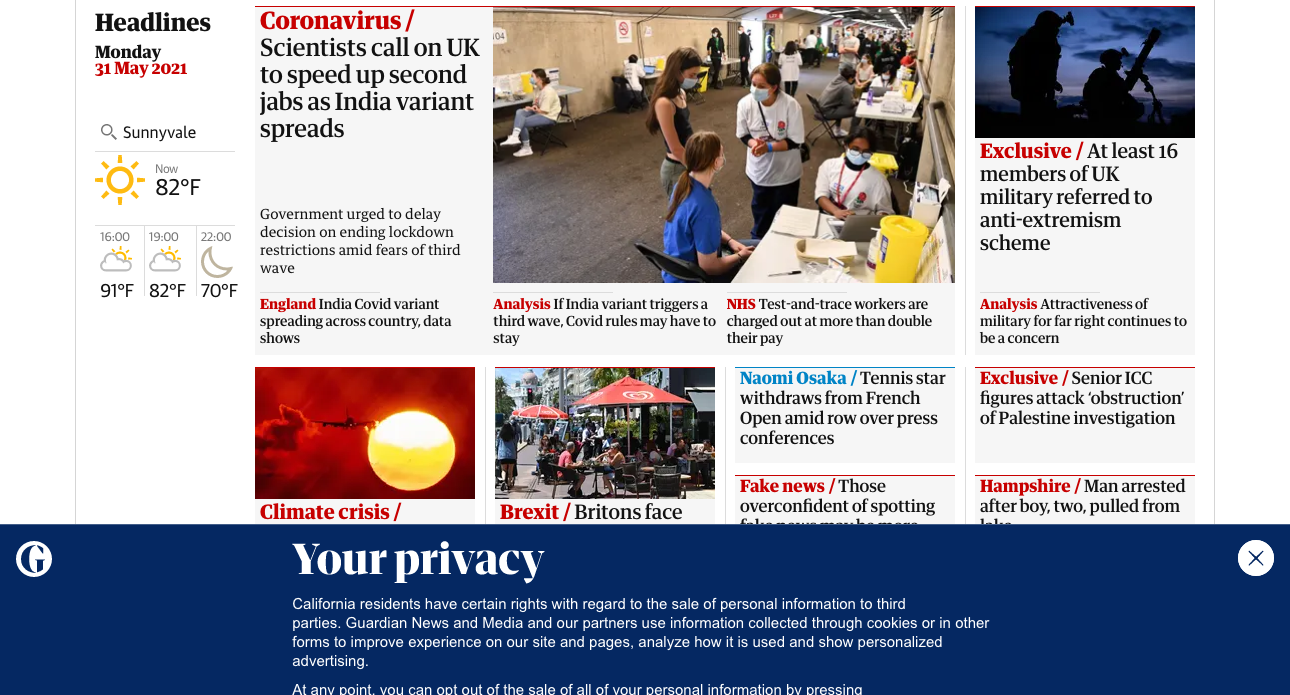 Headlines
Monday
31 May 2021
Sunnyvale
Now
82°F
16:00
19:00
22:00
91°F
82°F
70°F
Coronavirus /
Scientists call on UK
to speed up second
jabs as India variant
spreads
Government urged to delay
decision on ending lockdown
restrictions amid fears of third
wave
England India Covid variant
spreading across country, data
shows
Analysis If India variant triggers a
third wave, Covid rules may have to
stay
NHS Test-and-trace workers are
charged out at more than double
their pay
Exclusive / At least 16
members of UK
military referred to
anti-extremism
scheme
Analysis Attractiveness of
military for far right continues to
be a concern
Climate crisis /
Brexit / Britons face
Naomi Osaka / Tennis star
withdraws from French
Open amid row over press
conferences
Fake news / Those
overconfident of spotting
fake news may be more
Exclusive / Senior ICC
figures attack ‘obstruction’
of Palestine investigation
Hampshire / Man arrested
after boy, two, pulled from
lake
Your privacy
California residents have certain rights with regard to the sale of personal information to third
parties. Guardian News and Media and our partners use information collected through cookies or in other
forms to improve experience on our site and pages, analyze how it is used and show personalized
advertising.
At any point, you can opt out of the sale of all of your personal information by pressing